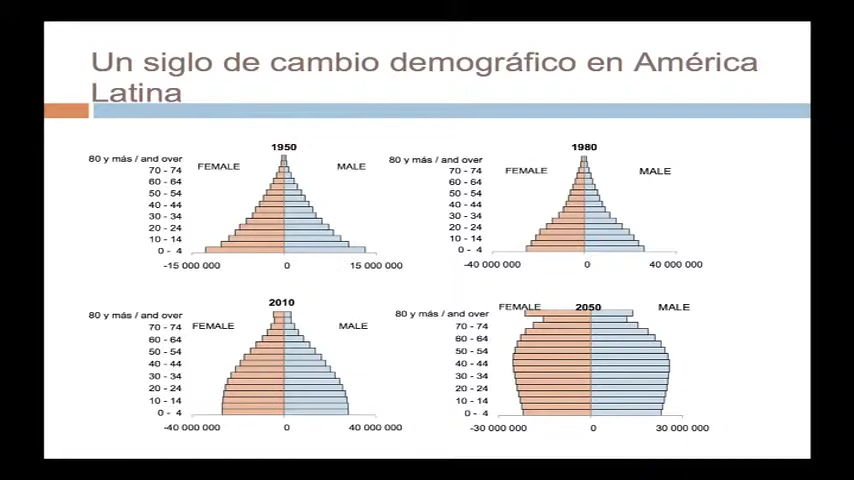 Un siglo de cambio demográfico en América
Latina
1950
80 y más / and over
70 - 74
60 - 64
50 - 54
40 - 44
30 - 34
20 - 24
10 - 14
0 - 4
FEMALE
MALE
-15 000 000
0
15 000 000
1980
80 y más / and over
70 - 74
60 - 64
50 - 54
40 - 44
30 - 34
20 - 24
10 - 14
0 - 4
FEMALE
MALE
-40 000 000
0
40 000 000
2010
80 y más / and over
70 - 74
60 - 64
50 - 54
40 - 44
30 - 34
20 - 24
10 - 14
0 - 4
FEMALE
MALE
-40 000 000
0
40 000 000
2050
80 y más / and over
70 - 74
60 - 64
50 - 54
40 - 44
30 - 34
20 - 24
10 - 14
0 - 4
FEMALE
MALE
-30 000 000
0
30 000 000